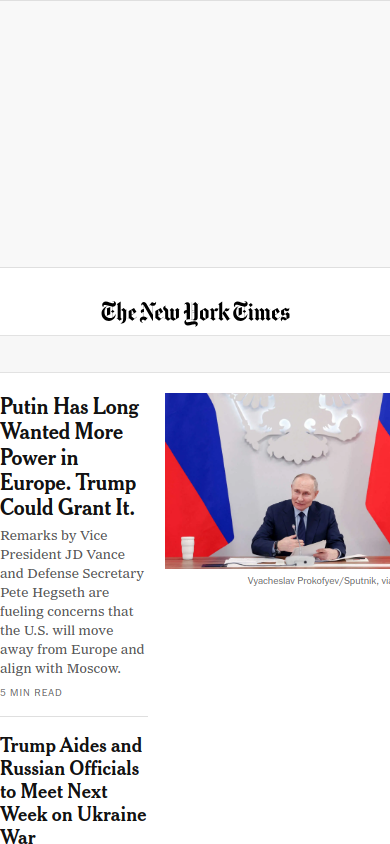 The New York Times
Putin Has Long
Wanted More
Power in
Europe. Trump
Could Grant It.
Remarks by Vice
President JD Vance
and Defense Secretary
Pete Hegseth are
fueling concerns that
the U.S. will move
away from Europe and
align with Moscow.
5 MIN READ
Vyacheslav Prokofyev/Sputnik, via
Trump Aides and
Russian Officials
to Meet Next
Week on Ukraine
War